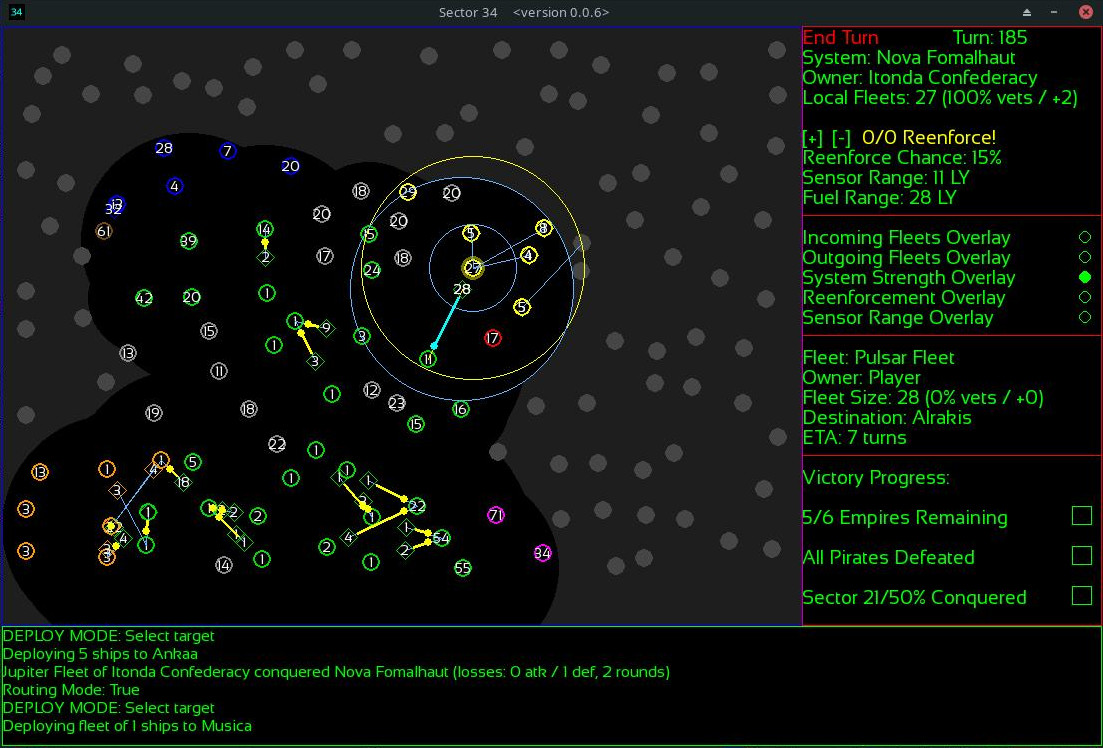 34 Sector 34 <version 0.0.6>
End Turn Turn: 185
System: Nova Fomalhaut
Owner: Itonda Confederacy
Local Fleets: 27 (100% vets / +2)
[+] [-] 0/0 Reenforce!
Reenforce Chance: 15%
Sensor Range: 11 LY
Fuel Range: 28 LY
Incoming Fleets Overlay
Outgoing Fleets Overlay
System Strength Overlay
Reenforcement Overlay
Sensor Range Overlay
Fleet: Pulsar Fleet
Owner: Player
Fleet Size: 28 (0% vets / +0)
Destination: Alrakis
ETA: 7 turns
Victory Progress:
5/6 Empires Remaining
All Pirates Defeated
Sector 21/50% Conquered
28 7 20
4
32
61 39 14 2
18 29 20
20 20 5
17 18 24
5 8 4 27
28 5
42 20 1
15 1 9 3 17
13 1 3 11
11 1 12 23
19 18 15 16
22 1
13 1 4 1 5 18 1 1 1
3 3 1 1 2 2 1 22 71
4 1 1 4 1 54
3 3 14 1 2 1 2 55 34
DEPLOY MODE: Select target
Deploying 5 ships to Ankaa
Jupiter Fleet of Itonda Confederacy conquered Nova Fomalhaut (losses: 0 atk / 1 def, 2 rounds)
Routing Mode: True
DEPLOY MODE: Select target
Deploying fleet of 1 ships to Musica